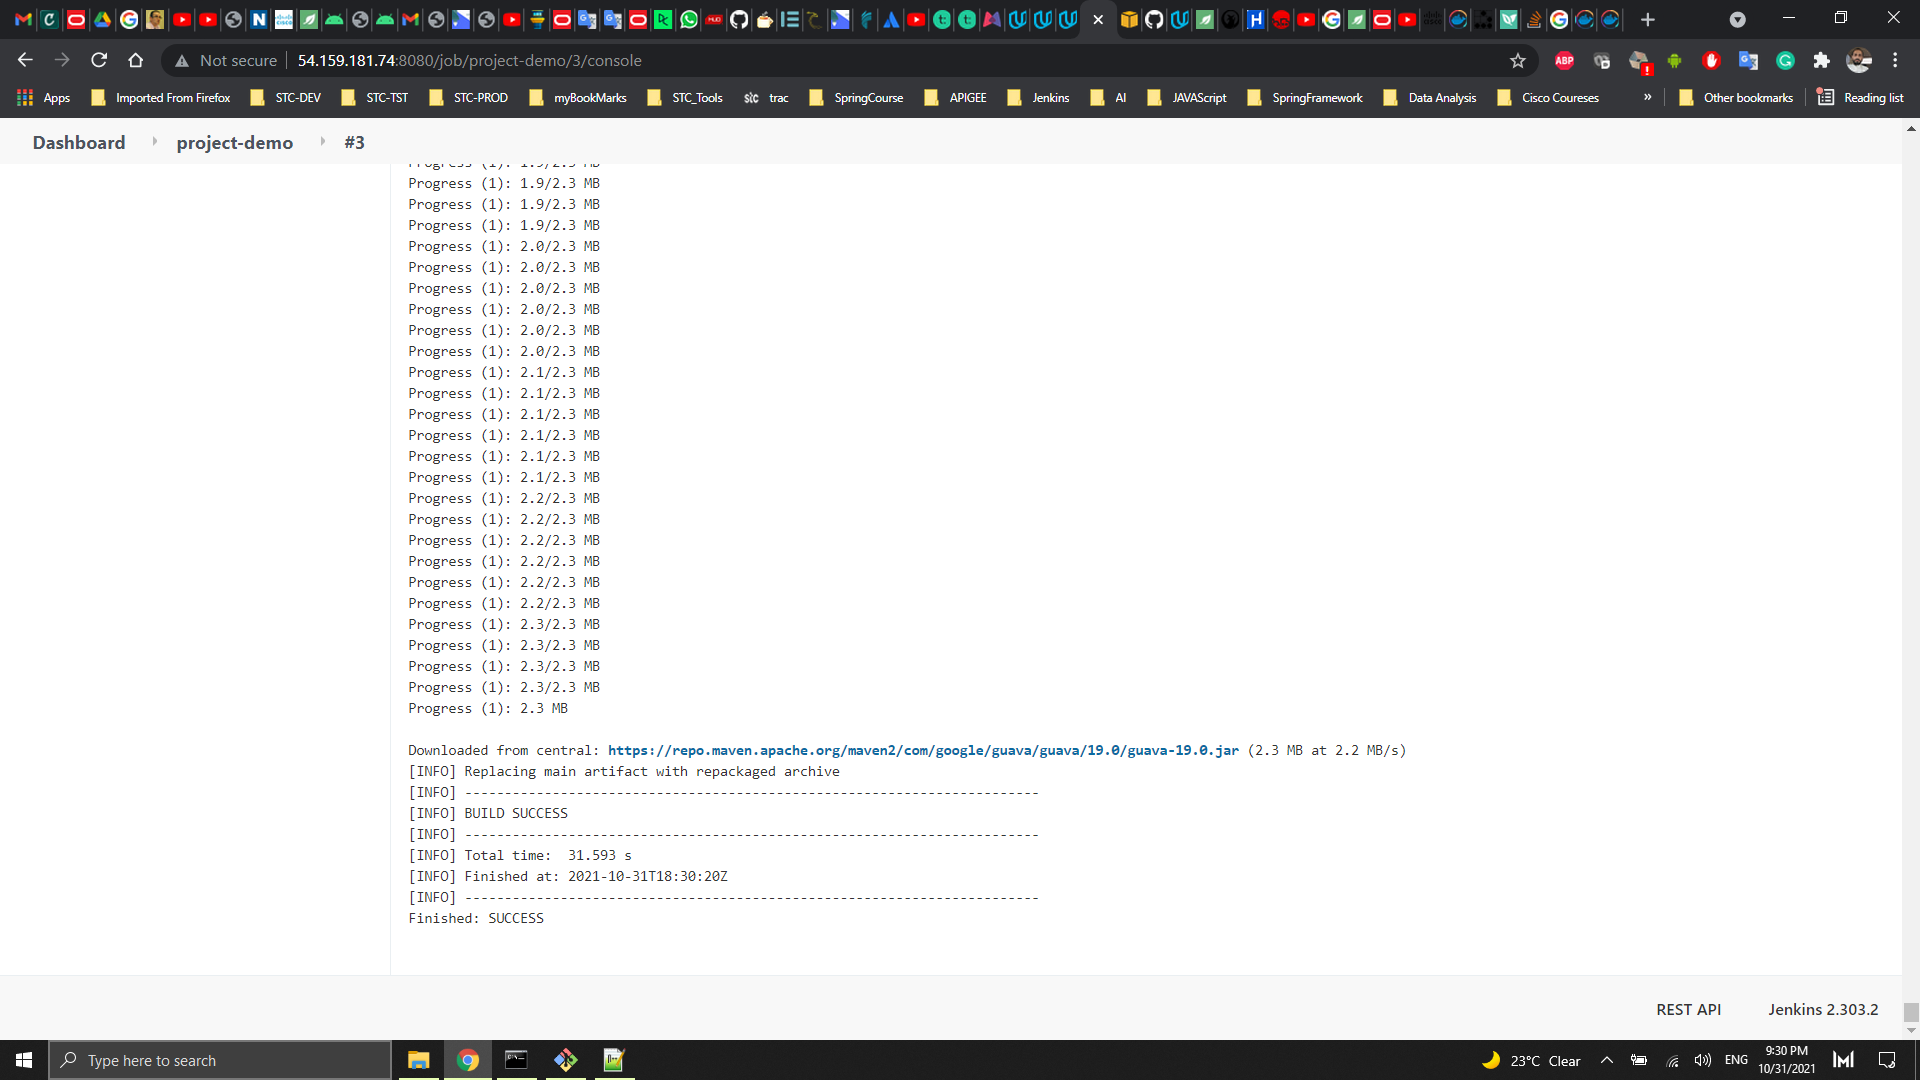 Not secure
54.159.181.74:8080/job/project-demo/3/console
ABP
Apps
Imported From Firefox
STC-DEV
STC-TST
STC-PROD
myBookMarks
STC_Tools
stc
trac
SpringCourse
APIGEE
Jenkins
AI
JAVAScript
SpringFramework
Data Analysis
Cisco Coureses
»
Other bookmarks
Reading list
Dashboard
project-demo
#3
Progress (1): 1.9/2.3 MB
Progress (1): 1.9/2.3 MB
Progress (1): 1.9/2.3 MB
Progress (1): 1.9/2.3 MB
Progress (1): 2.0/2.3 MB
Progress (1): 2.0/2.3 MB
Progress (1): 2.0/2.3 MB
Progress (1): 2.0/2.3 MB
Progress (1): 2.0/2.3 MB
Progress (1): 2.0/2.3 MB
Progress (1): 2.1/2.3 MB
Progress (1): 2.1/2.3 MB
Progress (1): 2.1/2.3 MB
Progress (1): 2.1/2.3 MB
Progress (1): 2.1/2.3 MB
Progress (1): 2.1/2.3 MB
Progress (1): 2.2/2.3 MB
Progress (1): 2.2/2.3 MB
Progress (1): 2.2/2.3 MB
Progress (1): 2.2/2.3 MB
Progress (1): 2.2/2.3 MB
Progress (1): 2.2/2.3 MB
Progress (1): 2.3/2.3 MB
Progress (1): 2.3/2.3 MB
Progress (1): 2.3/2.3 MB
Progress (1): 2.3/2.3 MB
Progress (1): 2.3 MB
Downloaded from central: https://repo.maven.apache.org/maven2/com/google/guava/guava/19.0/guava-19.0.jar (2.3 MB at 2.2 MB/s)
[INFO] Replacing main artifact with repackaged archive
[INFO] ------------------------------------------------------------------------
[INFO] BUILD SUCCESS
[INFO] ------------------------------------------------------------------------
[INFO] Total time:  31.593 s
[INFO] Finished at: 2021-10-31T18:30:20Z
[INFO] ------------------------------------------------------------------------
Finished: SUCCESS
REST API
Jenkins 2.303.2
Type here to search
23°C Clear
ENG
9:30 PM
10/31/2021